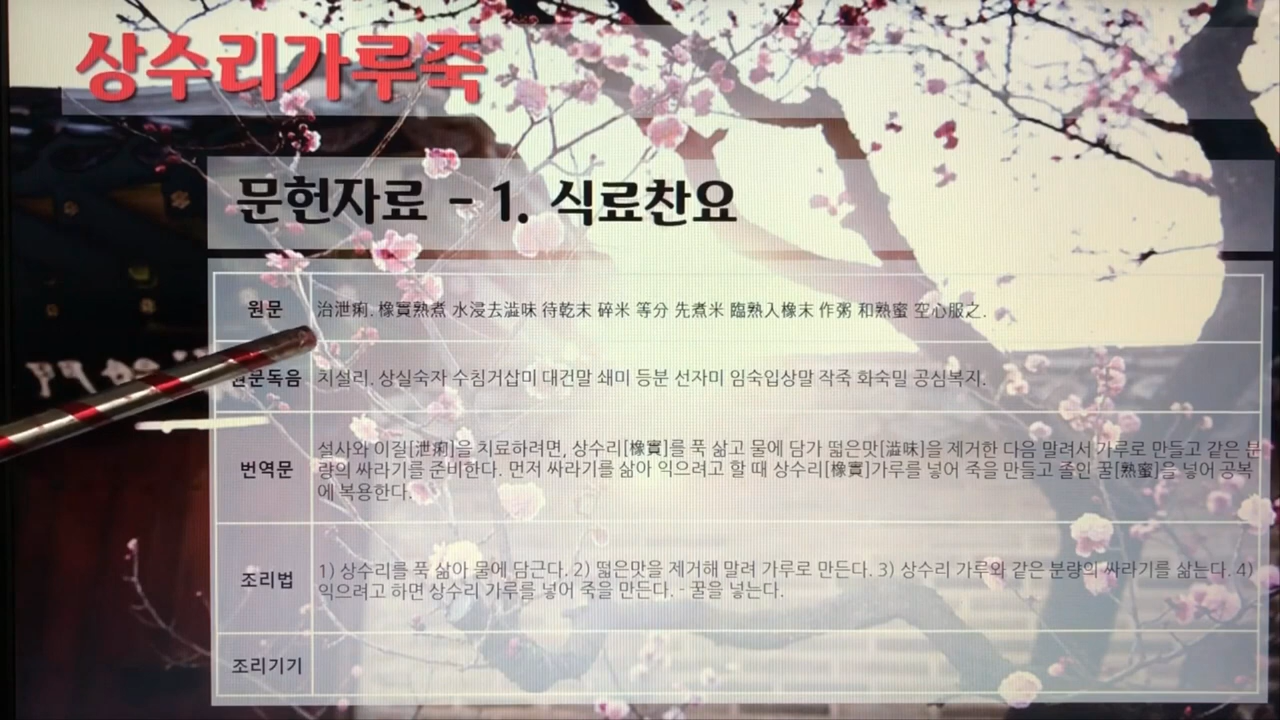 상수리가루죽
문헌자료 - 1. 식료찬요
원문
治泄痢. 橡實熟煮 水浸去澁味 待乾末 碎米 等分 先煮米 臨熟入橡末 作粥 和熟蜜 空心服之.
원문독음
치설리. 상실숙자 수침거삽미 대건말 쇄미 등분 선자미 임숙입상말 작죽 화숙밀 공심복지.
번역문
설사와 이질[泄痢]을 치료하려면, 상수리[橡實]를 푹 삶고 물에 담가 떫은맛[澁味]을 제거한 다음 말려서 가루로 만들고 같은 분
량의 싸라기를 준비한다. 먼저 싸라기를 삶아 익으려고 할 때 상수리[橡實]가루를 넣어 죽을 만들고 졸인 꿀[熟蜜]을 넣어 공복
에 복용한다.
조리법
1) 상수리를 푹 삶아 물에 담근다. 2) 떫은맛을 제거해 말려 가루로 만든다. 3) 상수리 가루와 같은 분량의 싸라기를 삶는다. 4)
익으려고 하면 상수리 가루를 넣어 죽을 만든다. - 꿀을 넣는다.
조리기기